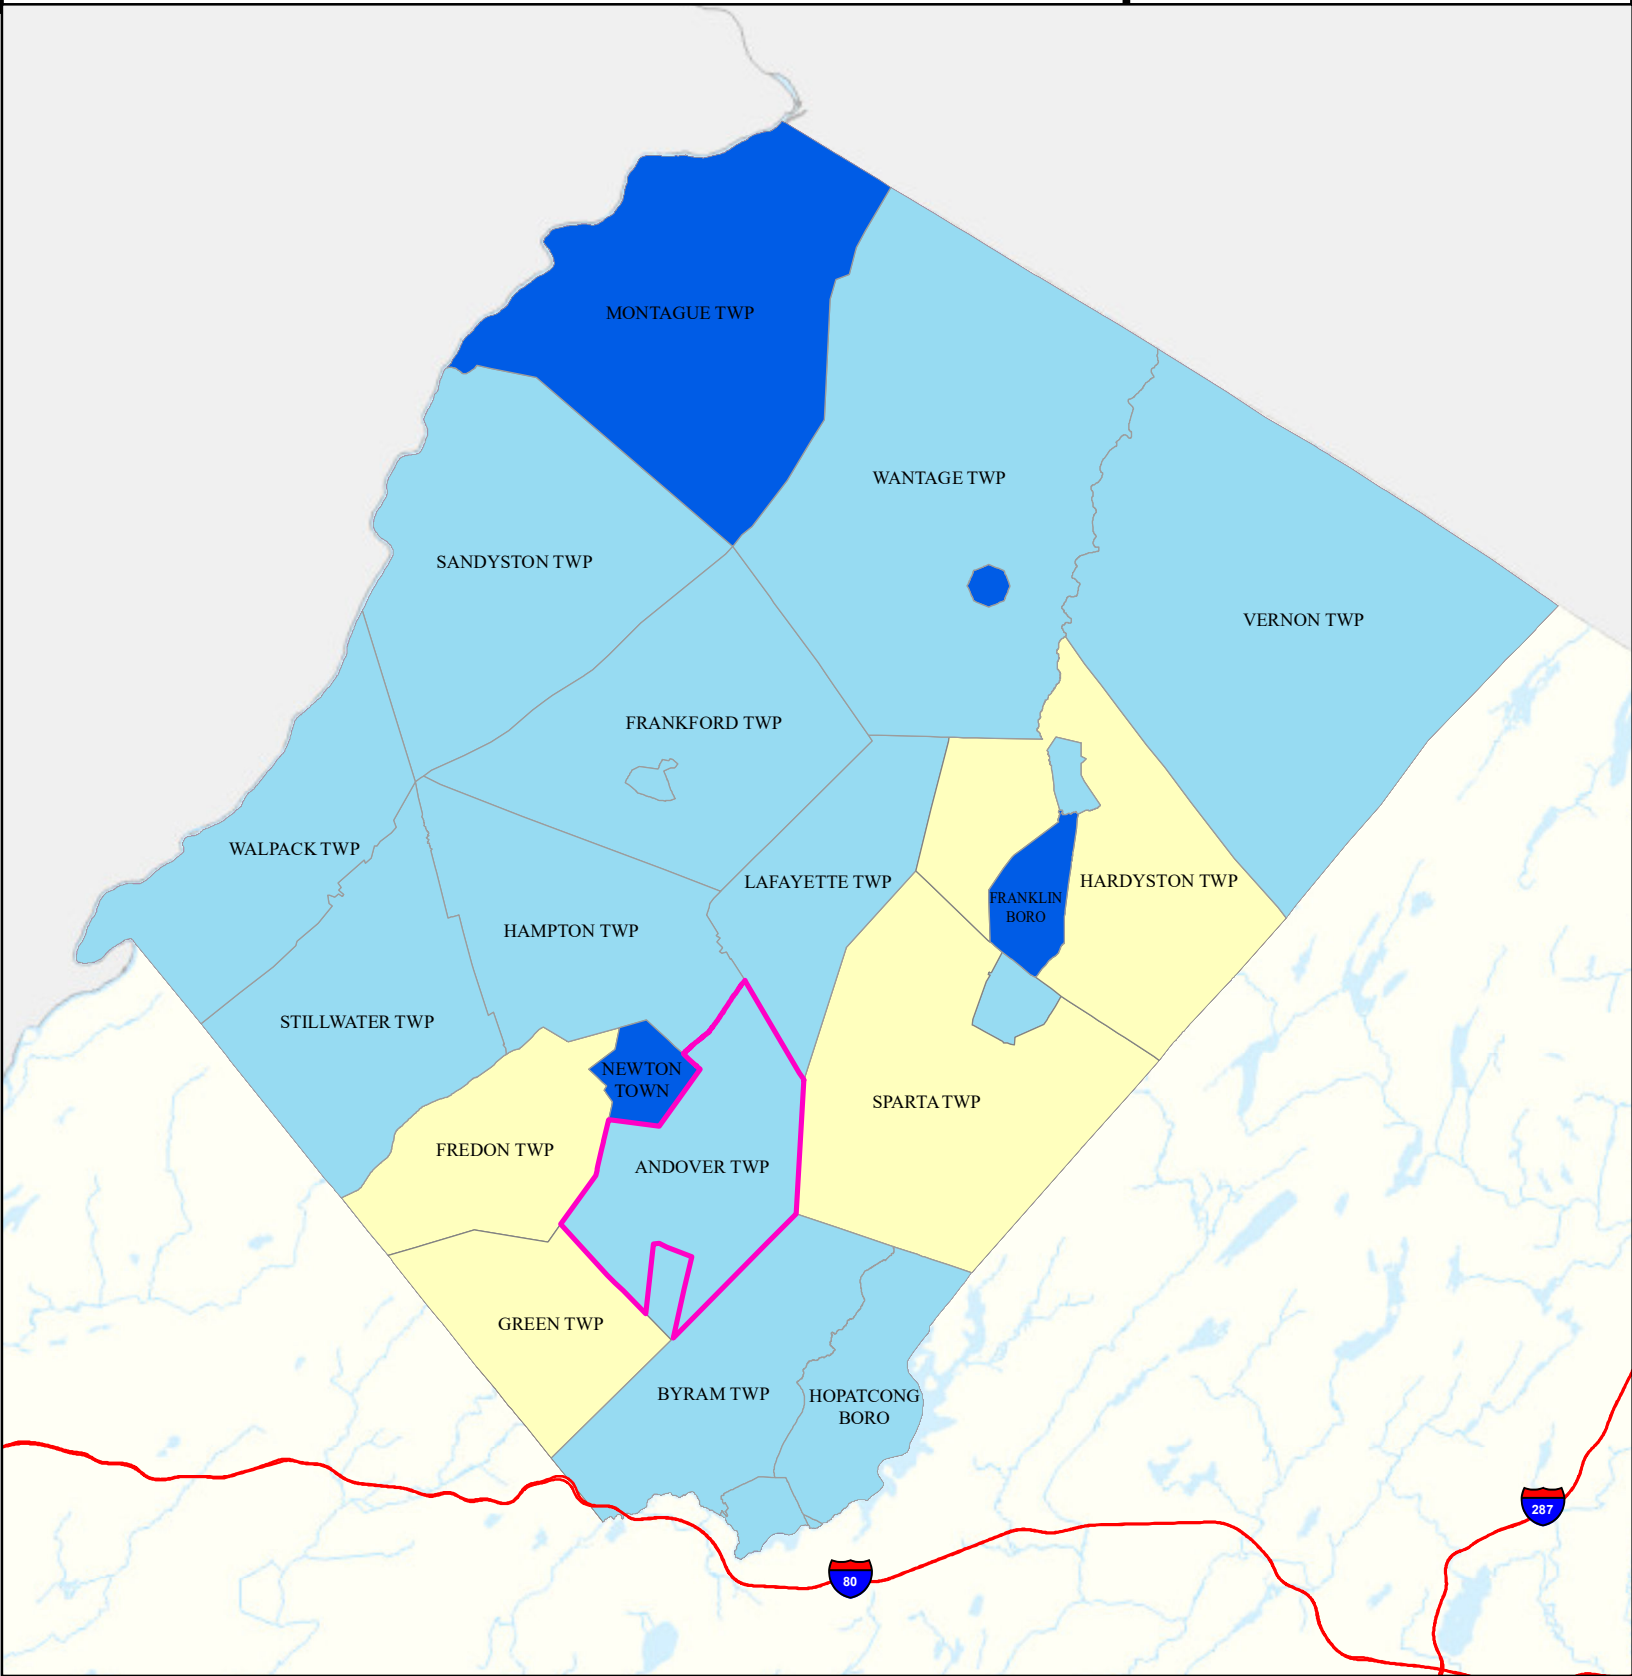 MONTAGUE TWP
WANTAGE TWP
SANDYSTON TWP
VERNON TWP
FRANKFORD TWP
WALPACK TWP
LAFAYETTE TWP
HARDYSTON TWP
FRANKLIN
BORO
HAMPTON TWP
STILLWATER TWP
NEWTON
TOWN
SPARTA TWP
FREDON TWP
ANDOVER TWP
GREEN TWP
BYRAM TWP
HOPATCONG
BORO
287
80